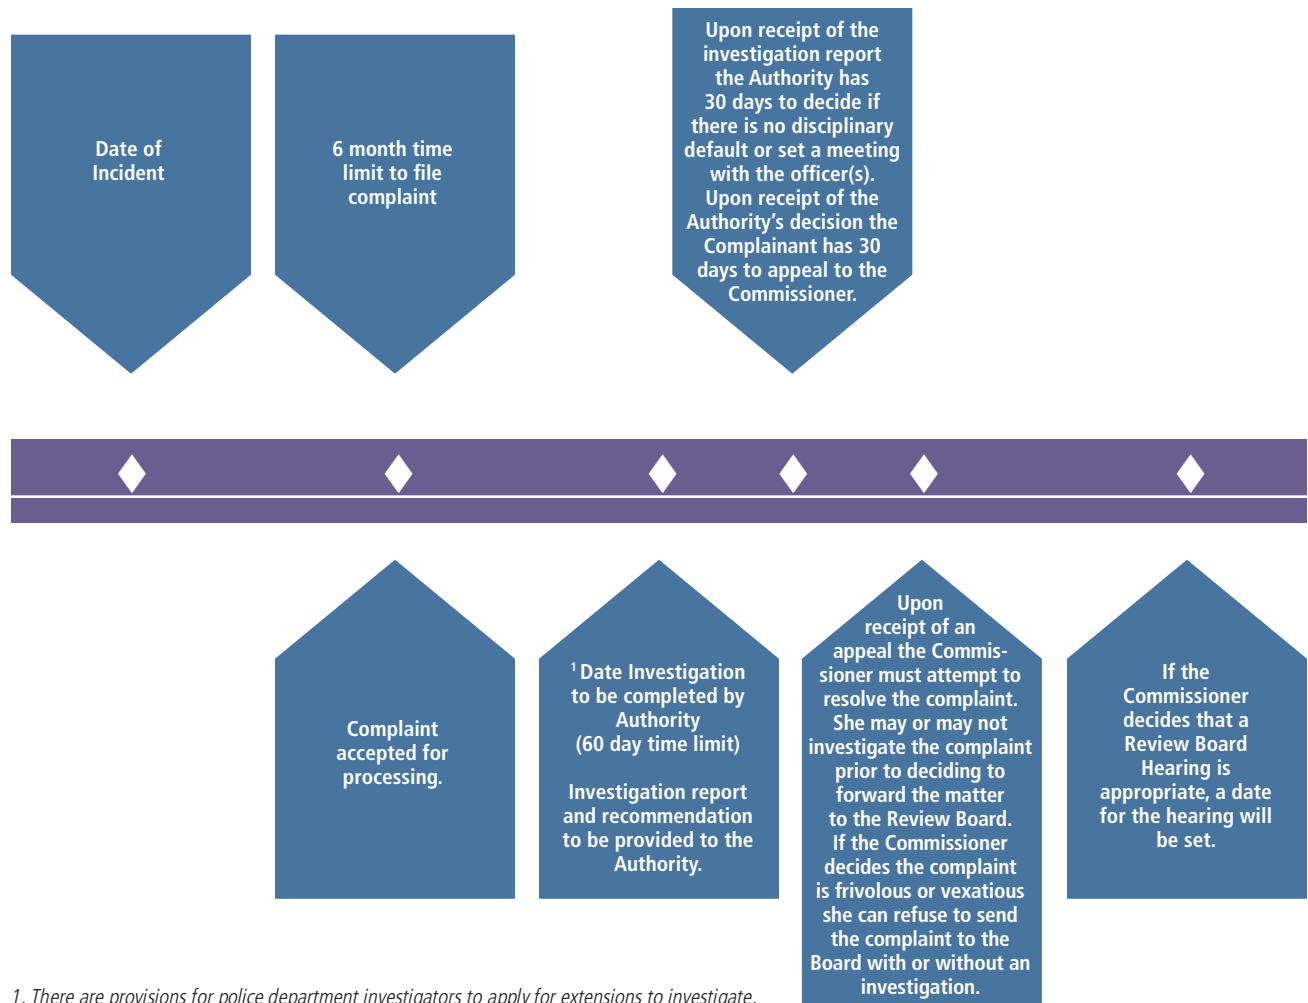 Date of
Incident
6 month time
limit to file
complaint
Upon receipt of the
investigation report
the Authority has
30 days to decide if
there is no disciplinary
default or set a meeting
with the officer(s).
Upon receipt of the
Authority’s decision the
Complainant has 30
days to appeal to the
Commissioner.
Complaint
accepted for
processing.
1 Date Investigation
to be completed by
Authority
(60 day time limit)
Investigation report
and recommendation
to be provided to the
Authority.
Upon
receipt of an
appeal the Commis-
sioner must attempt to
resolve the complaint.
She may or may not
investigate the complaint
prior to deciding to
forward the matter
to the Review Board.
If the Commissioner
decides the complaint
is frivolous or vexatious
she can refuse to send
the complaint to the
Board with or without an
investigation.
If the
Commissioner
decides that a
Review Board
Hearing is
appropriate, a date
for the hearing will
be set.
1. There are provisions for police department investigators to apply for extensions to investigate.